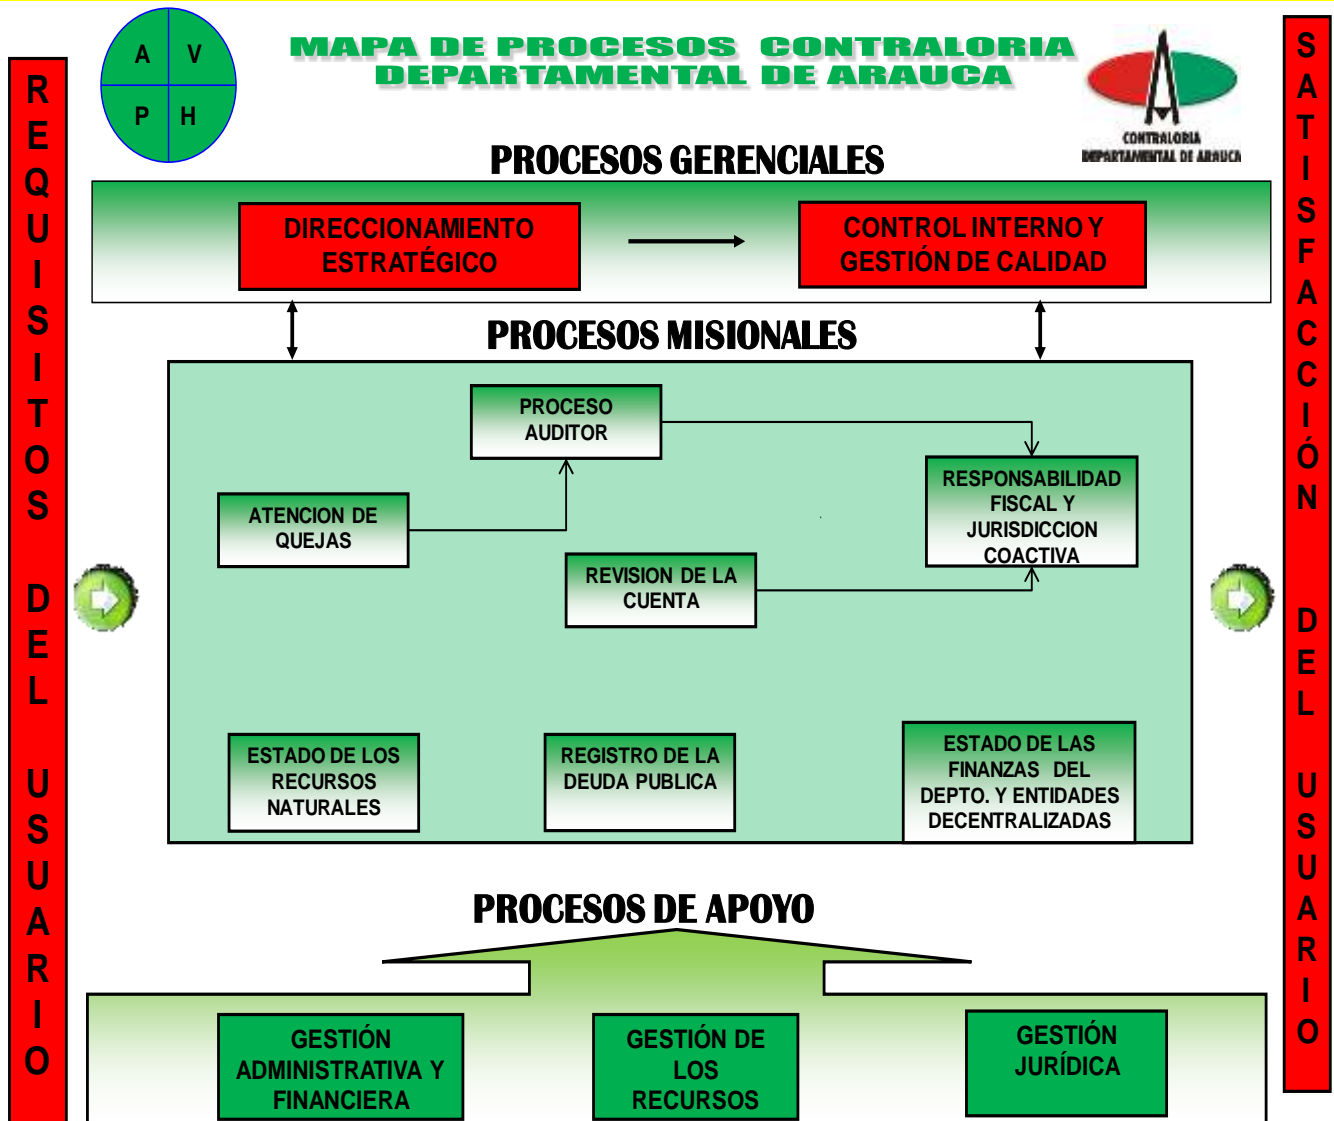 REQUISITOS DEL USUARIO
A V
P H
MAPA DE PROCESOS CONTRALORIA
DEPARTAMENTAL DE ARAUCA
CONTRALORIA
DEPARTAMENTAL DE ARAUCA
PROCESOS GERENCIALES
DIRECCIONAMIENTO
ESTRATÉGICO
CONTROL INTERNO Y
GESTIÓN DE CALIDAD
PROCESOS MISIONALES
PROCESO
AUDITOR
RESPONSABILIDAD
FISCAL Y
JURISDICCION
COACTIVA
ATENCION DE
QUEJAS
REVISION DE LA
CUENTA
ESTADO DE LOS
RECURSOS
NATURALES
REGISTRO DE LA
DEUDA PUBLICA
ESTADO DE LAS
FINANZAS DEL
DEPTO. Y ENTIDADES
DECENTRALIZADAS
PROCESOS DE APOYO
GESTIÓN
ADMINISTRATIVA Y
FINANCIERA
GESTIÓN DE
LOS
RECURSOS
GESTIÓN
JURÍDICA
SATISFACCIÓN DEL USUARIO